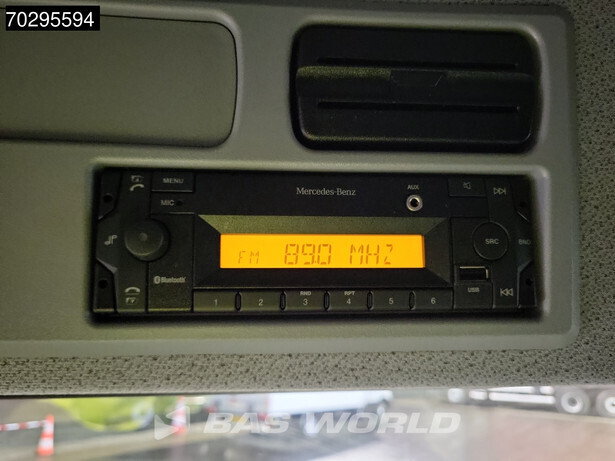 70295594
Mercedes-Benz
MENU
MIC
AUX
FM 89.0 MHZ
SRC
BND
Bluetooth
USB
RND RPT
1 2 3 4 5 6
BAS WORLD